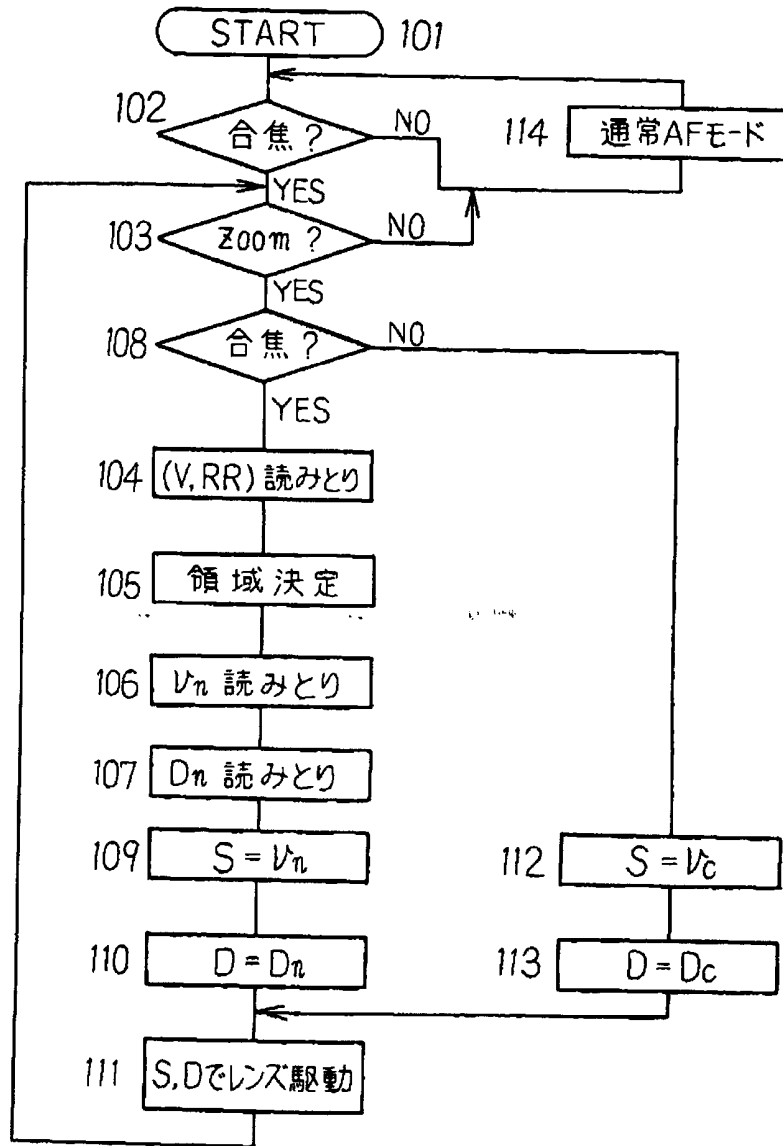 START 101
102 合焦? NO
114 通常AFモード
YES
103 Zoom? NO
YES
108 合焦? NO
YES
104 (V,RR) 読みとり
105 領域決定
106 νn 読みとり
107 Dn 読みとり
109 S=νn
112 S=νc
110 D=Dn
113 D=Dc
111 S,Dでレンズ駆動